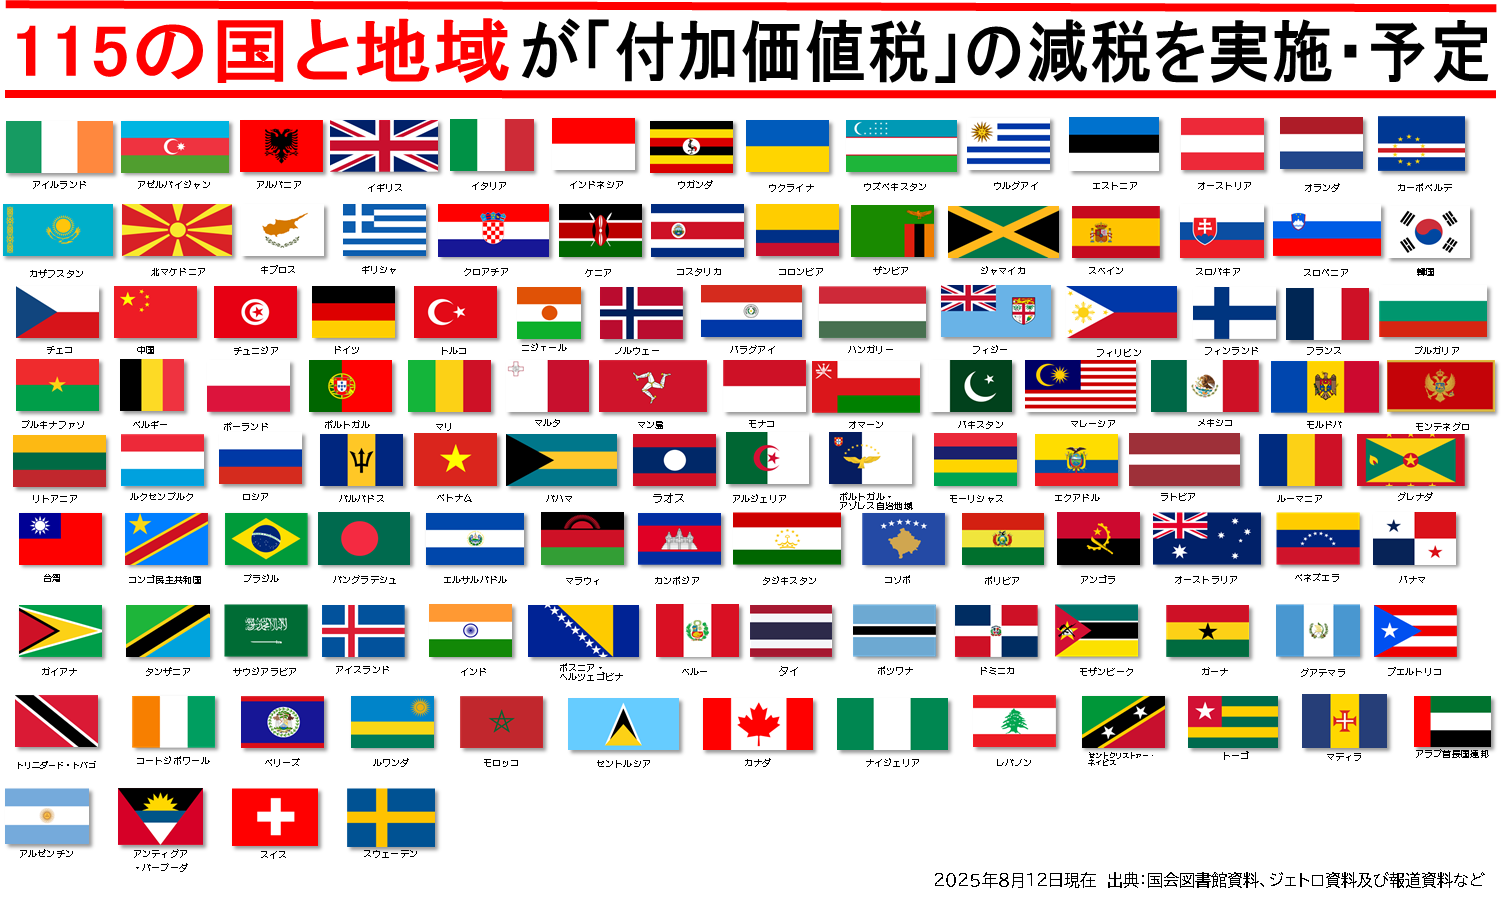 115の国と地域が「付加価値税」の減税を実施・予定
アイルランド アゼルバイジャン アルバニア イギリス イタリア インドネシア ウガンダ ウクライナ ウズベキスタン ウルグアイ エストニア オーストリア オランダ カーボベルデ
カザフスタン 北マケドニア キプロス ギリシャ クロアチア ケニア コスタリカ コロンビア ザンビア ジャマイカ スペイン スロバキア スロベニア 韓国
チェコ 中国 チュニジア ドイツ トルコ ニジェール ノルウェー パラグアイ ハンガリー フィジー フィリピン フィンランド フランス ブルガリア
ブルキナファソ ベルギー ポーランド ポルトガル マリ マルタ マン島 モナコ オマーン パキスタン マレーシア メキシコ モルドバ モンテネグロ
リトアニア ルクセンブルク ロシア バルバドス ベトナム バハマ ラオス アルジェリア ポルトガル・
アゾレス自治地域 モーリシャス エクアドル ラトビア ルーマニア グレナダ
台湾 コンゴ民主共和国 ブラジル バングラデシュ エルサルバドル マラウィ カンボジア タジキスタン コソボ ボリビア アンゴラ オーストラリア ベネズエラ パナマ
ガイアナ タンザニア サウジアラビア アイスランド インド ボスニア・
ヘルツェゴビナ ペルー タイ ボツワナ ドミニカ モザンビーク ガーナ グアテマラ プエルトリコ
トリニダード・トバゴ コートジボワール ベリーズ ルワンダ モロッコ セントルシア カナダ ナイジェリア レバノン セントクリストファー・
ネイビス トーゴ マディラ アラブ首長国連邦
アルゼンチン アンティグア
・バーブーダ スイス スウェーデン
2025年8月12日現在 出典：国会図書館資料、ジェトロ資料及び報道資料など